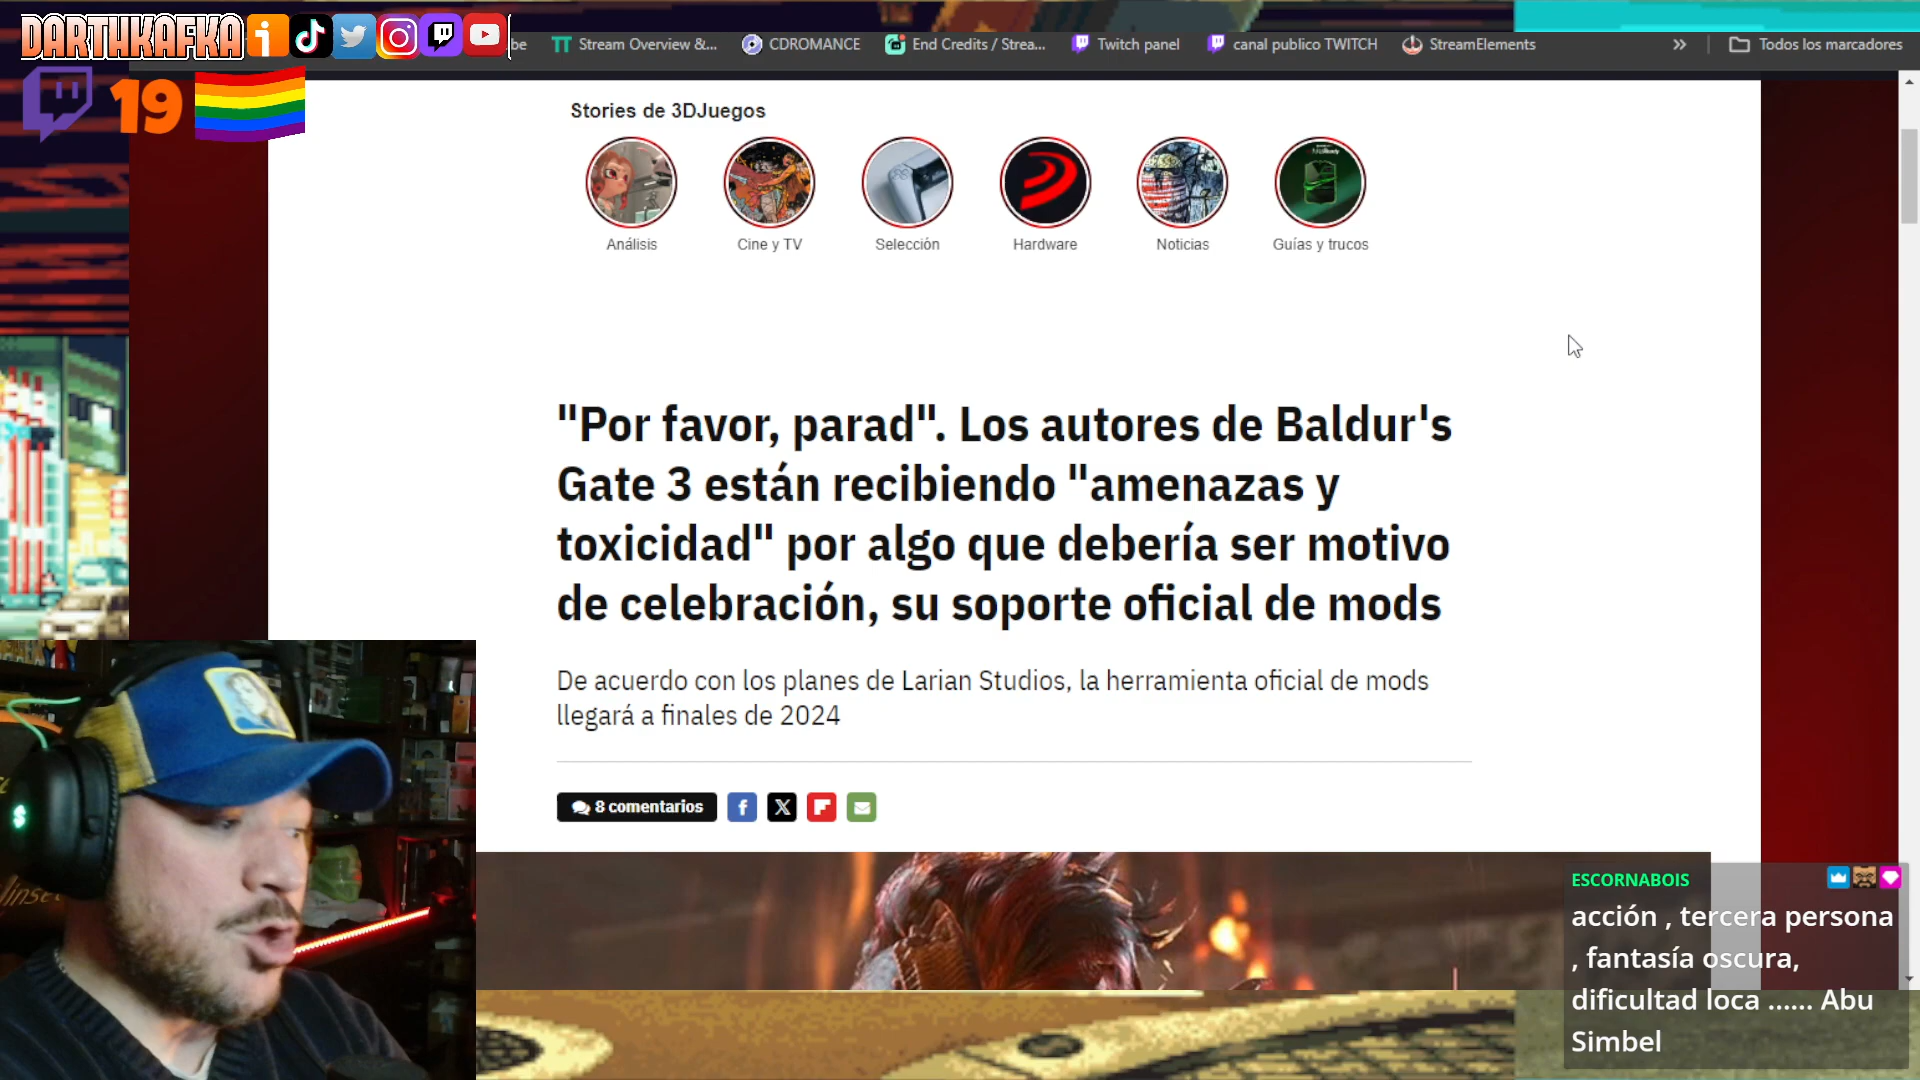 DARTHKAFKA
be
Stream Overview &...
CDROMANCE
End Credits / Strea...
Twitch panel
canal publico TWITCH
StreamElements
»
Todos los marcadores
19
Stories de 3DJuegos
Análisis
Cine y TV
Selección
Hardware
Noticias
Guías y trucos
"Por favor, parad". Los autores de Baldur's
Gate 3 están recibiendo "amenazas y
toxicidad" por algo que debería ser motivo
de celebración, su soporte oficial de mods
De acuerdo con los planes de Larian Studios, la herramienta oficial de mods
llegará a finales de 2024
8 comentarios
ESCORNABOIS
acción , tercera persona
, fantasía oscura,
dificultad loca ...... Abu
Simbel